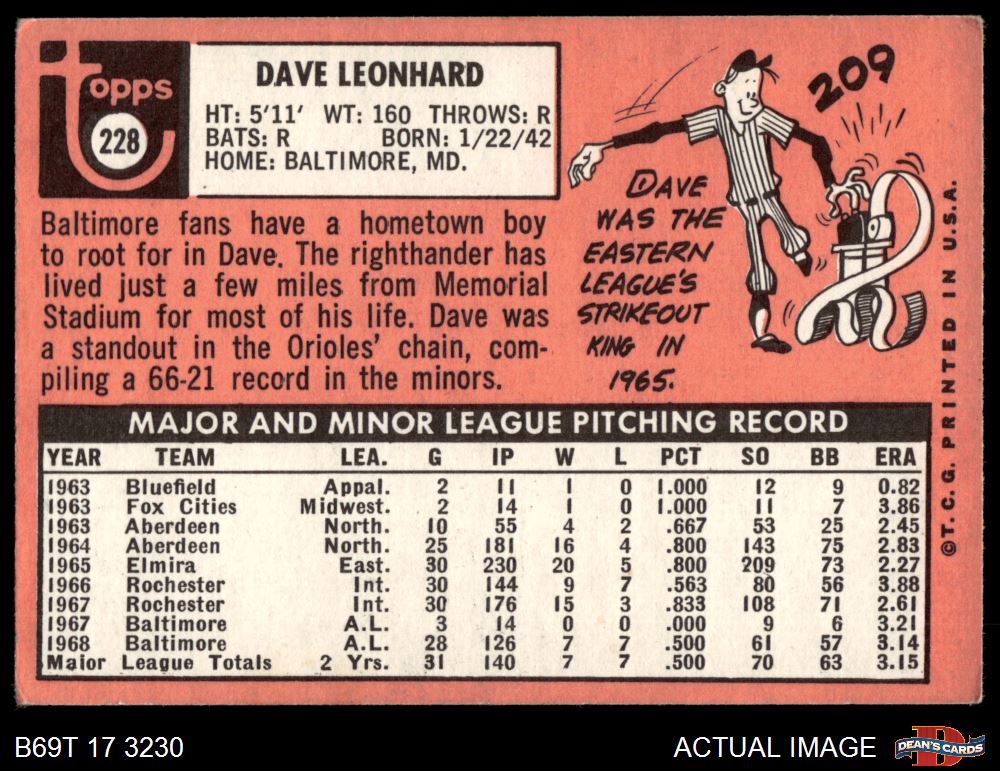 Topps
228
DAVE LEONHARD
HT: 5'11' WT: 160 THROWS: R
BATS: R BORN: 1/22/42
HOME: BALTIMORE, MD.
209
DAVE
WAS THE
EASTERN
LEAGUE'S
STRIKEOUT
KING IN
1965.
Baltimore fans have a hometown boy
to root for in Dave. The righthander has
lived just a few miles from Memorial
Stadium for most of his life. Dave was
a standout in the Orioles' chain, com-
piling a 66-21 record in the minors.
MAJOR AND MINOR LEAGUE PITCHING RECORD
YEAR TEAM LEA. G IP W L PCT SO BB ERA
1963 Bluefield Appal. 2 11 1 0 1.000 12 9 0.82
1963 Fox Cities Midwest. 2 14 1 0 1.000 11 7 3.86
1963 Aberdeen North. 10 55 4 2 .667 53 25 2.45
1964 Aberdeen North. 25 181 16 4 .800 143 75 2.83
1965 Elmira East. 30 230 20 5 .800 209 73 2.27
1966 Rochester Int. 30 144 9 7 .563 80 56 3.88
1967 Rochester Int. 30 176 15 3 .833 108 71 2.61
1967 Baltimore A.L. 3 14 0 0 .000 9 6 3.21
1968 Baltimore A.L. 28 126 7 7 .500 61 57 3.14
Major League Totals 2 Yrs. 31 140 7 7 .500 70 63 3.15
©T. C. G. PRINTED IN U.S.A.
B69T 17 3230
ACTUAL IMAGE
DEAN'S CARDS